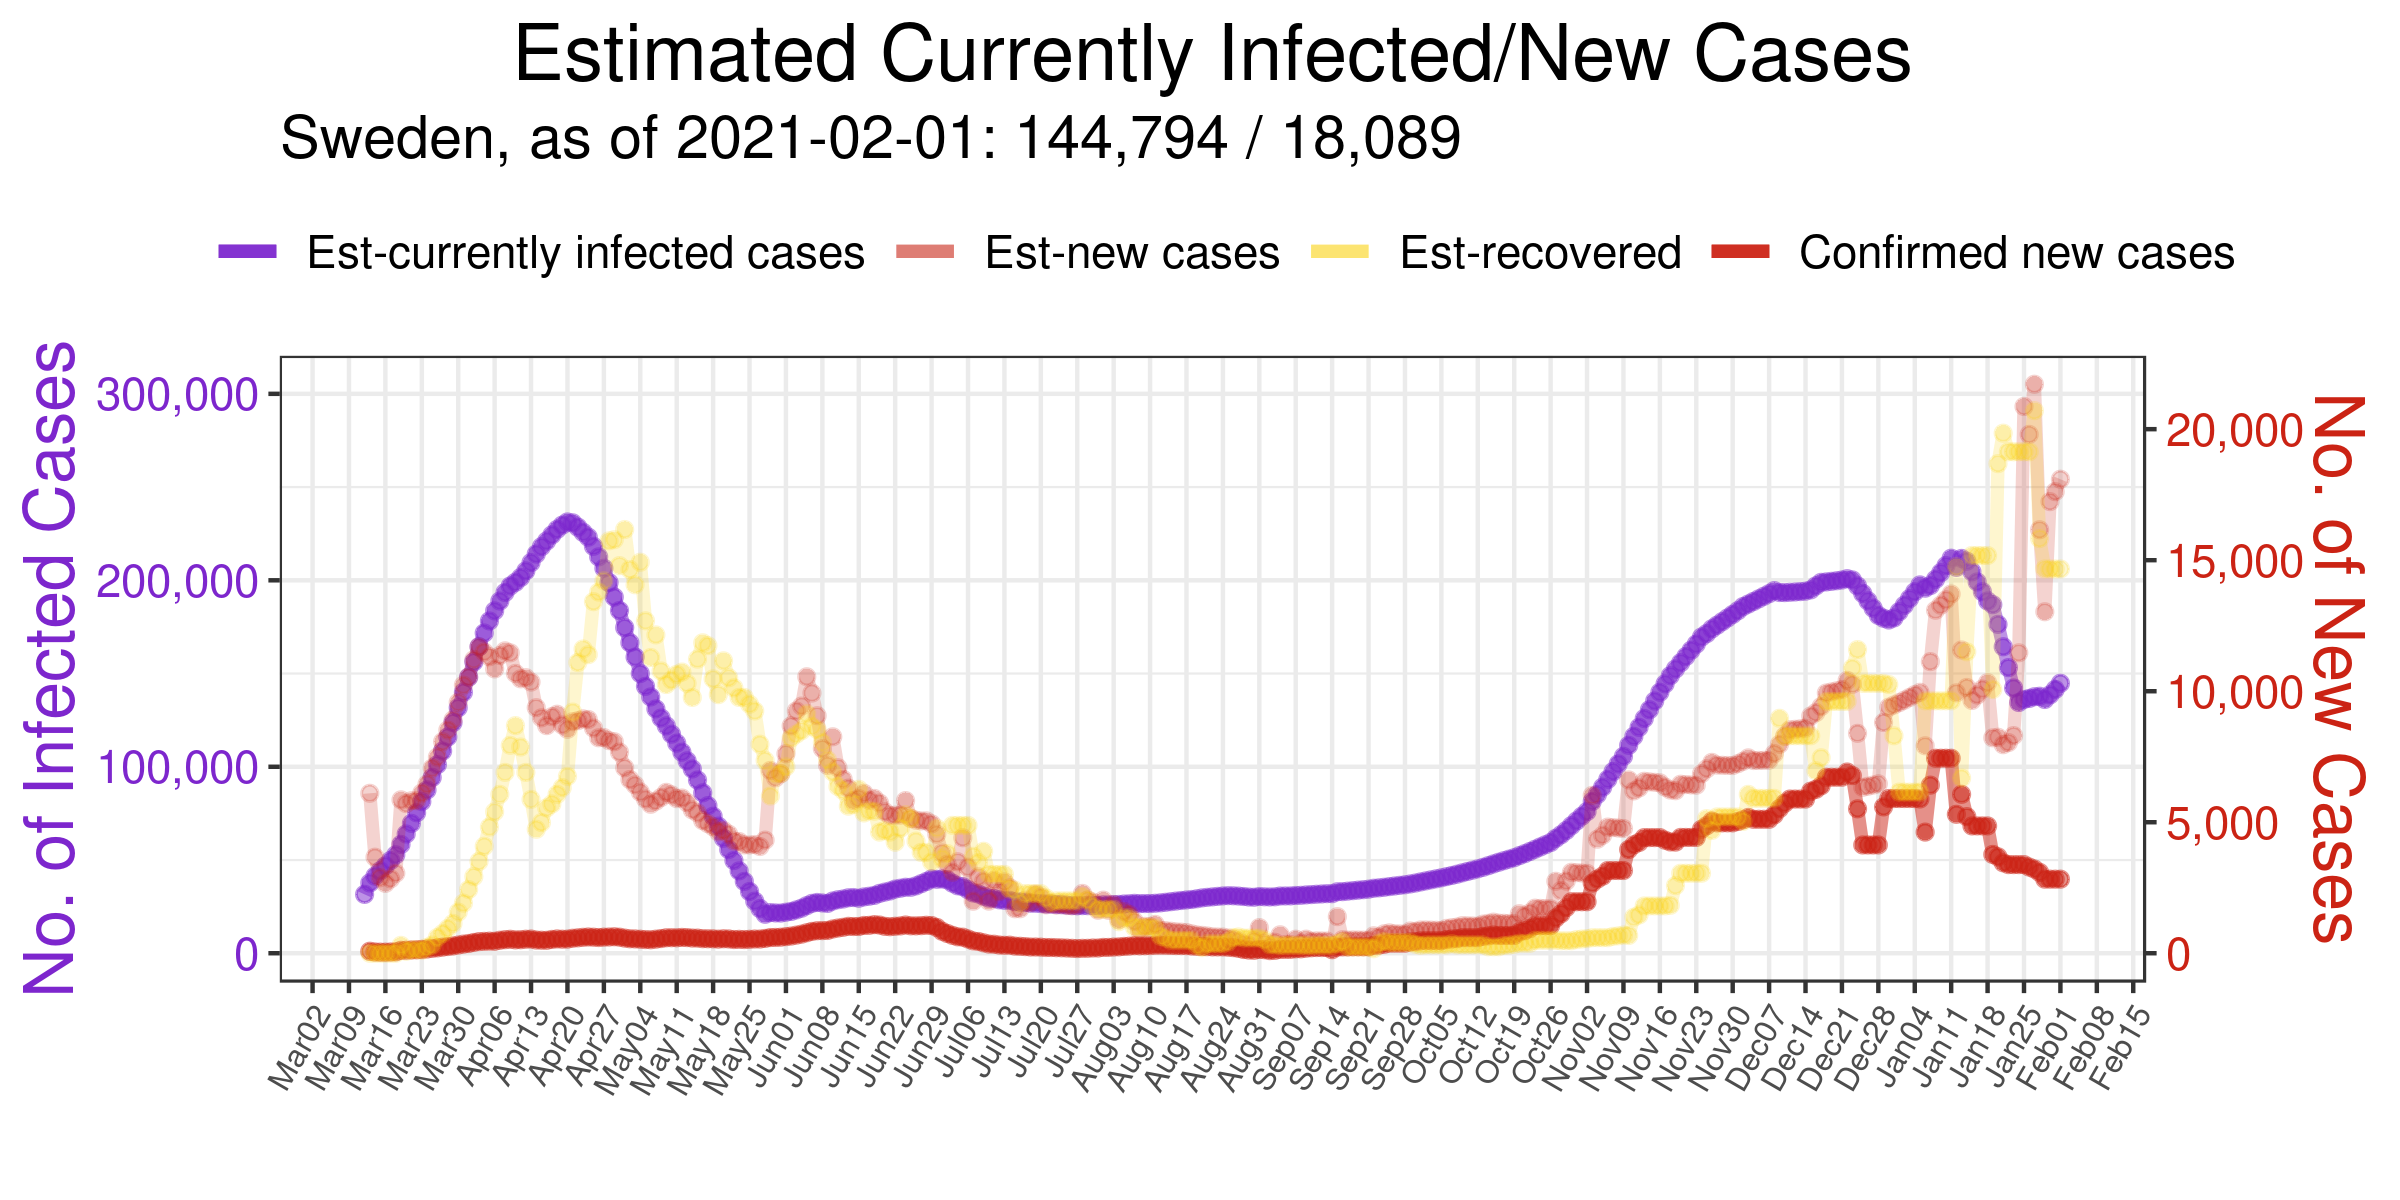 Estimated Currently Infected/New Cases
Sweden, as of 2021-02-01: 144,794 / 18,089
Est-currently infected cases
Est-new cases
Est-recovered
Confirmed new cases
No. of Infected Cases
300,000
200,000
100,000
0
20,000
15,000
10,000
5,000
0
No. of New Cases
Mar02
Mar09
Mar16
Mar23
Mar30
Apr06
Apr13
Apr20
Apr27
May04
May11
May18
May25
Jun01
Jun08
Jun15
Jun22
Jun29
Jul06
Jul13
Jul20
Jul27
Aug03
Aug10
Aug17
Aug24
Aug31
Sep07
Sep14
Sep21
Sep28
Oct05
Oct12
Oct19
Oct26
Nov02
Nov09
Nov16
Nov23
Nov30
Dec07
Dec14
Dec21
Dec28
Jan04
Jan11
Jan18
Jan25
Feb01
Feb08
Feb15